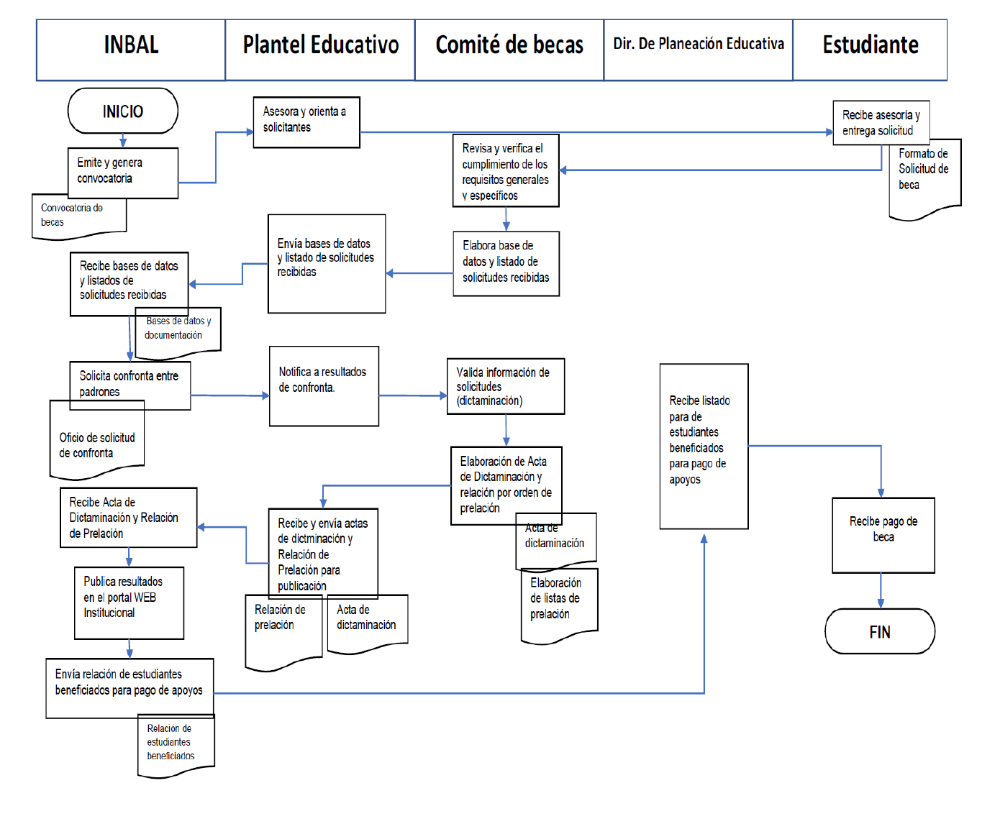 INBAL
Plantel Educativo
Comité de becas
Dir. De Planeación Educativa
Estudiante
INICIO
Emite y genera
convocatoria
Convocatoria de
becas
Asesora y orienta a
solicitantes
Recibe asesoría y
entrega solicitud
Formato de
Solicitud de
beca
Revisa y verifica el
cumplimiento de los
requisitos generales
y específicos
Elabora base de
datos y listado de
solicitudes recibidas
Envía bases de datos
y listado de solicitudes
recibidas
Recibe bases de datos
y listados de
solicitudes recibidas
Bases de datos y
documentación
Solicita confronta entre
padrones
Oficio de solicitud
de confronta
Notifica a resultados
de confronta.
Valida información de
solicitudes
(dictaminación)
Elaboración de Acta
de Dictaminación y
relación por orden de
prelación
Acta de
dictaminación
Elaboración
de listas de
prelación
Recibe y envía actas
de dictminación y
Relación de
Prelación para
publicación
Relación de
prelación
Acta de
dictaminación
Recibe Acta de
Dictaminación y Relación
de Prelación
Publica resultados
en el portal WEB
Institucional
Envía relación de estudiantes
beneficiados para pago de apoyos
Relación de
estudiantes
beneficiados
Recibe listado
para de
estudiantes
beneficiados
para pago de
apoyos
Recibe pago de
beca
FIN